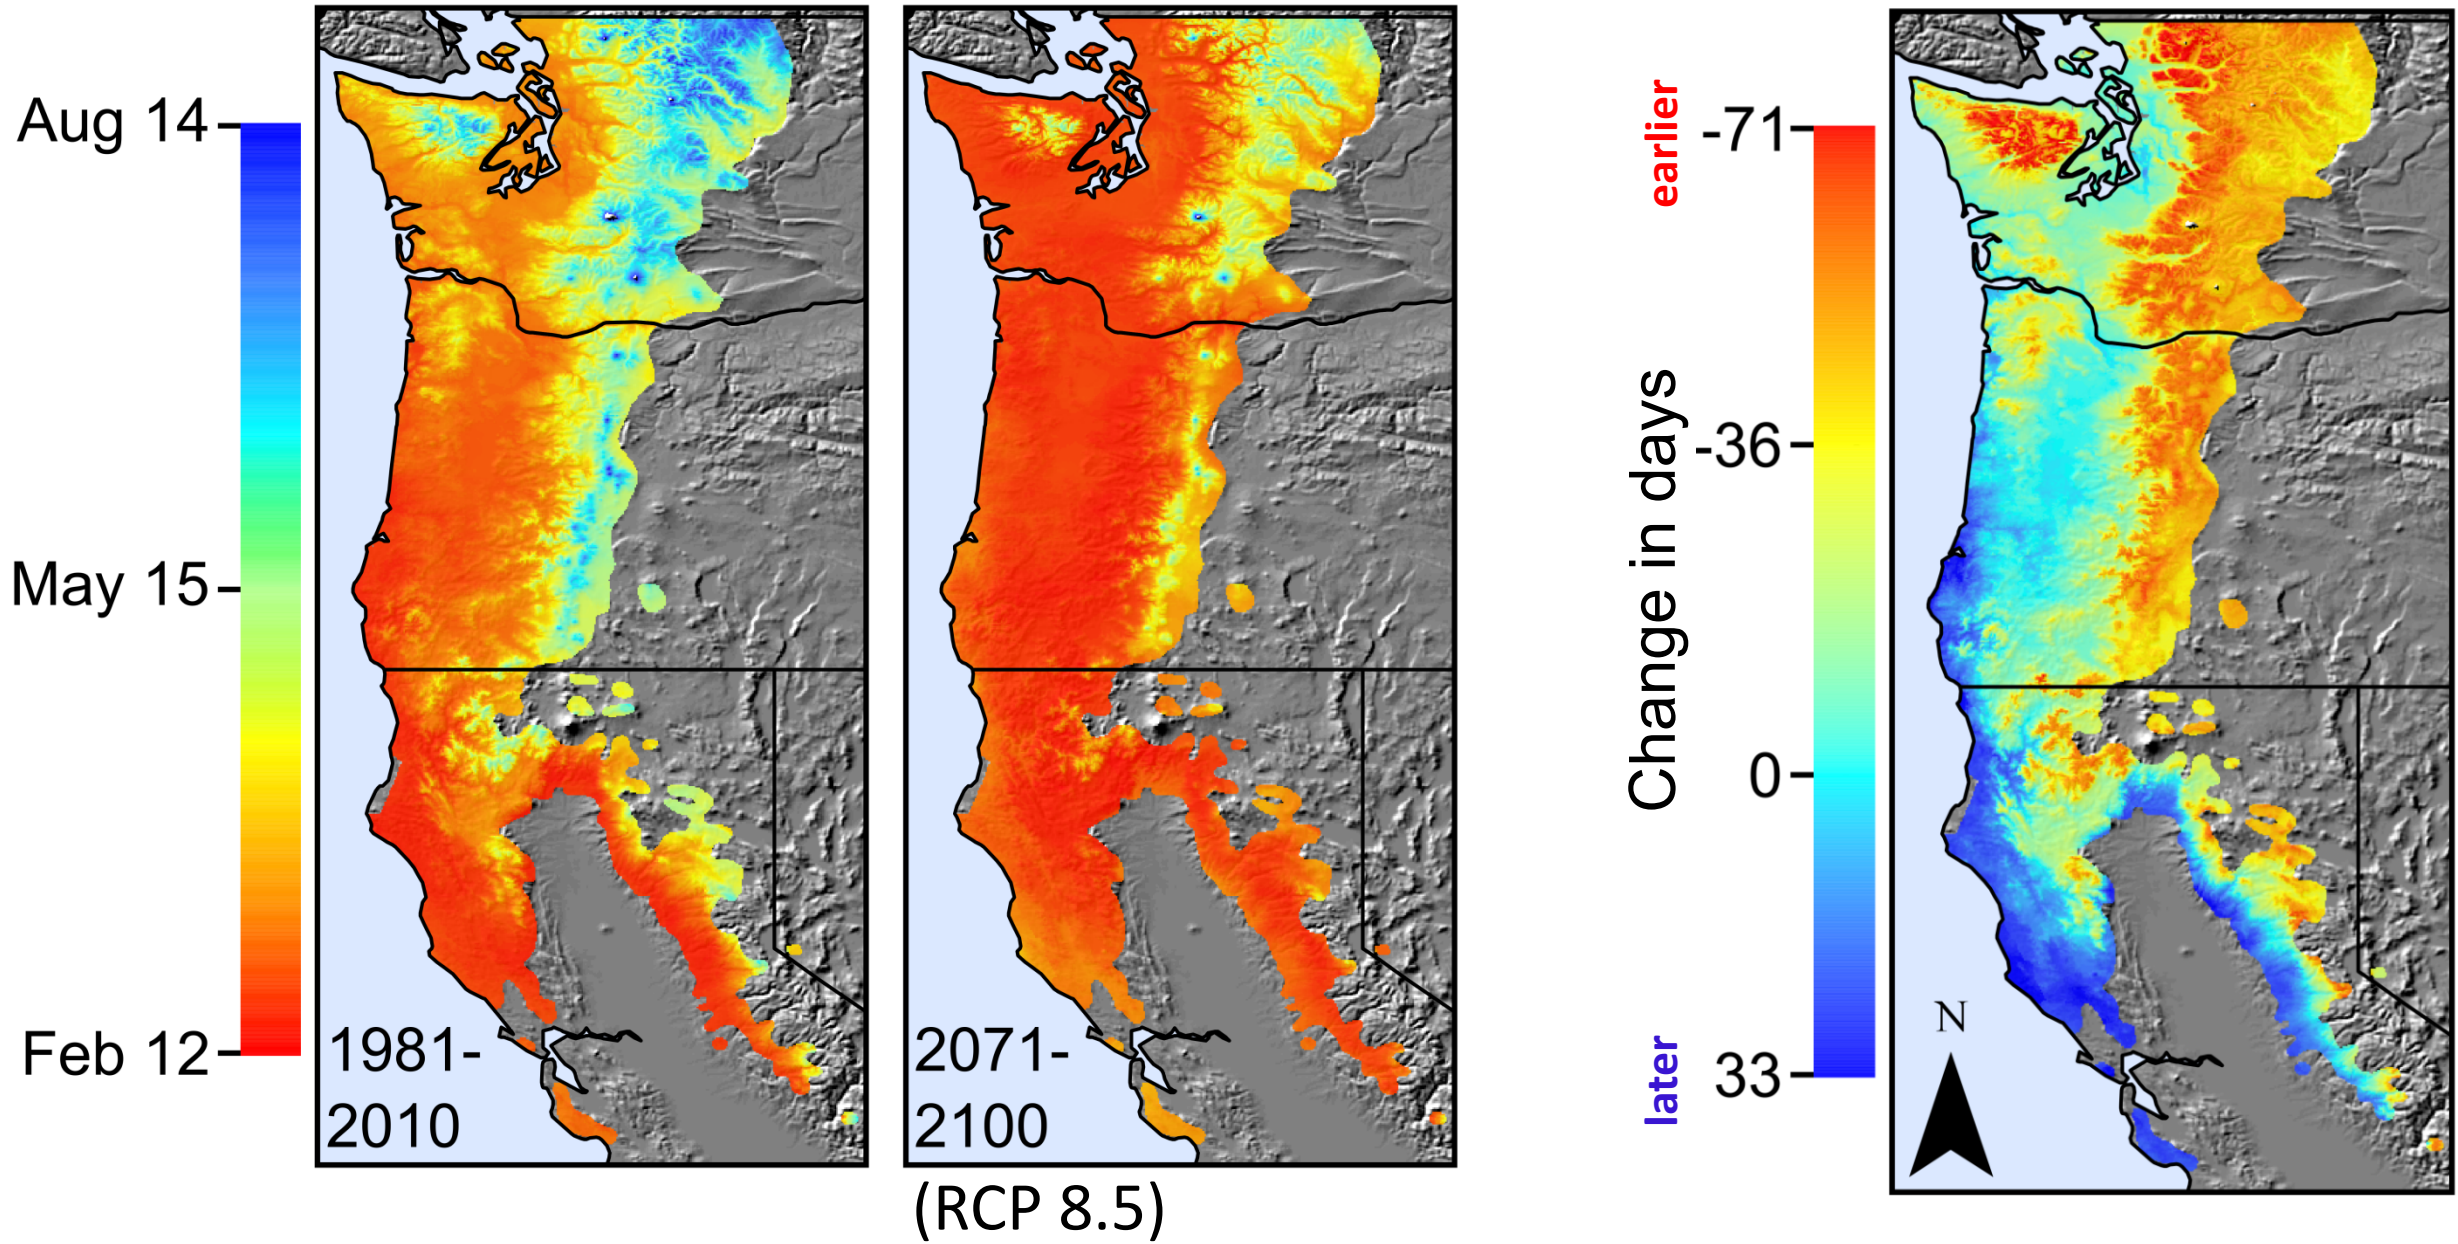 Aug 14
May 15
Feb 12
1981-
2010
2071-
2100
(RCP 8.5)
earlier
Change in days
later
-71
-36
0
33
N